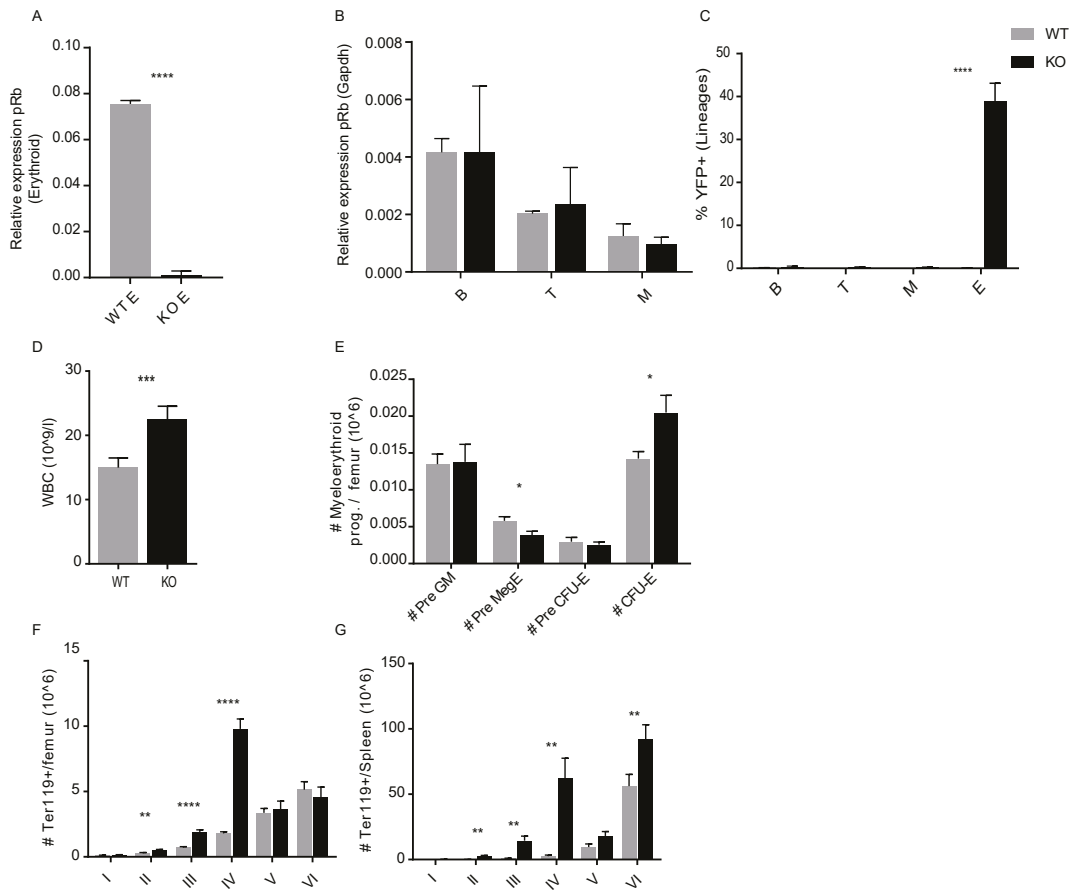 A
Relative expression pRb
(Erythroid)
0.10
0.08
0.06
0.04
0.02
0.00
****
WT E
KO E
B
Relative expression pRb (Gapdh)
0.008
0.006
0.004
0.002
0.000
B
T
M
C
% YFP+ (Lineages)
50
40
30
20
10
0
****
B
T
M
E
WT
KO
D
WBC (10^9/l)
30
20
10
0
***
WT
KO
E
# Myeloerythroid
prog./ femur (10^6)
0.025
0.020
0.015
0.010
0.005
0.000
*
*
# Pre GM
# Pre MegE
# Pre CFU-E
# CFU-E
F
# Ter119+/femur (10^6)
15
10
5
0
**
****
****
I
II
III
IV
V
VI
G
# Ter119+/Spleen (10^6)
150
100
50
0
**
**
**
**
I
II
III
IV
V
VI